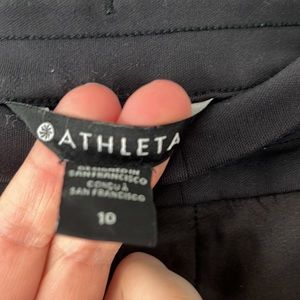 ATHLETA
DESIGNED IN
SAN FRANCISCO
CONÇU À
SAN FRANCISCO
10